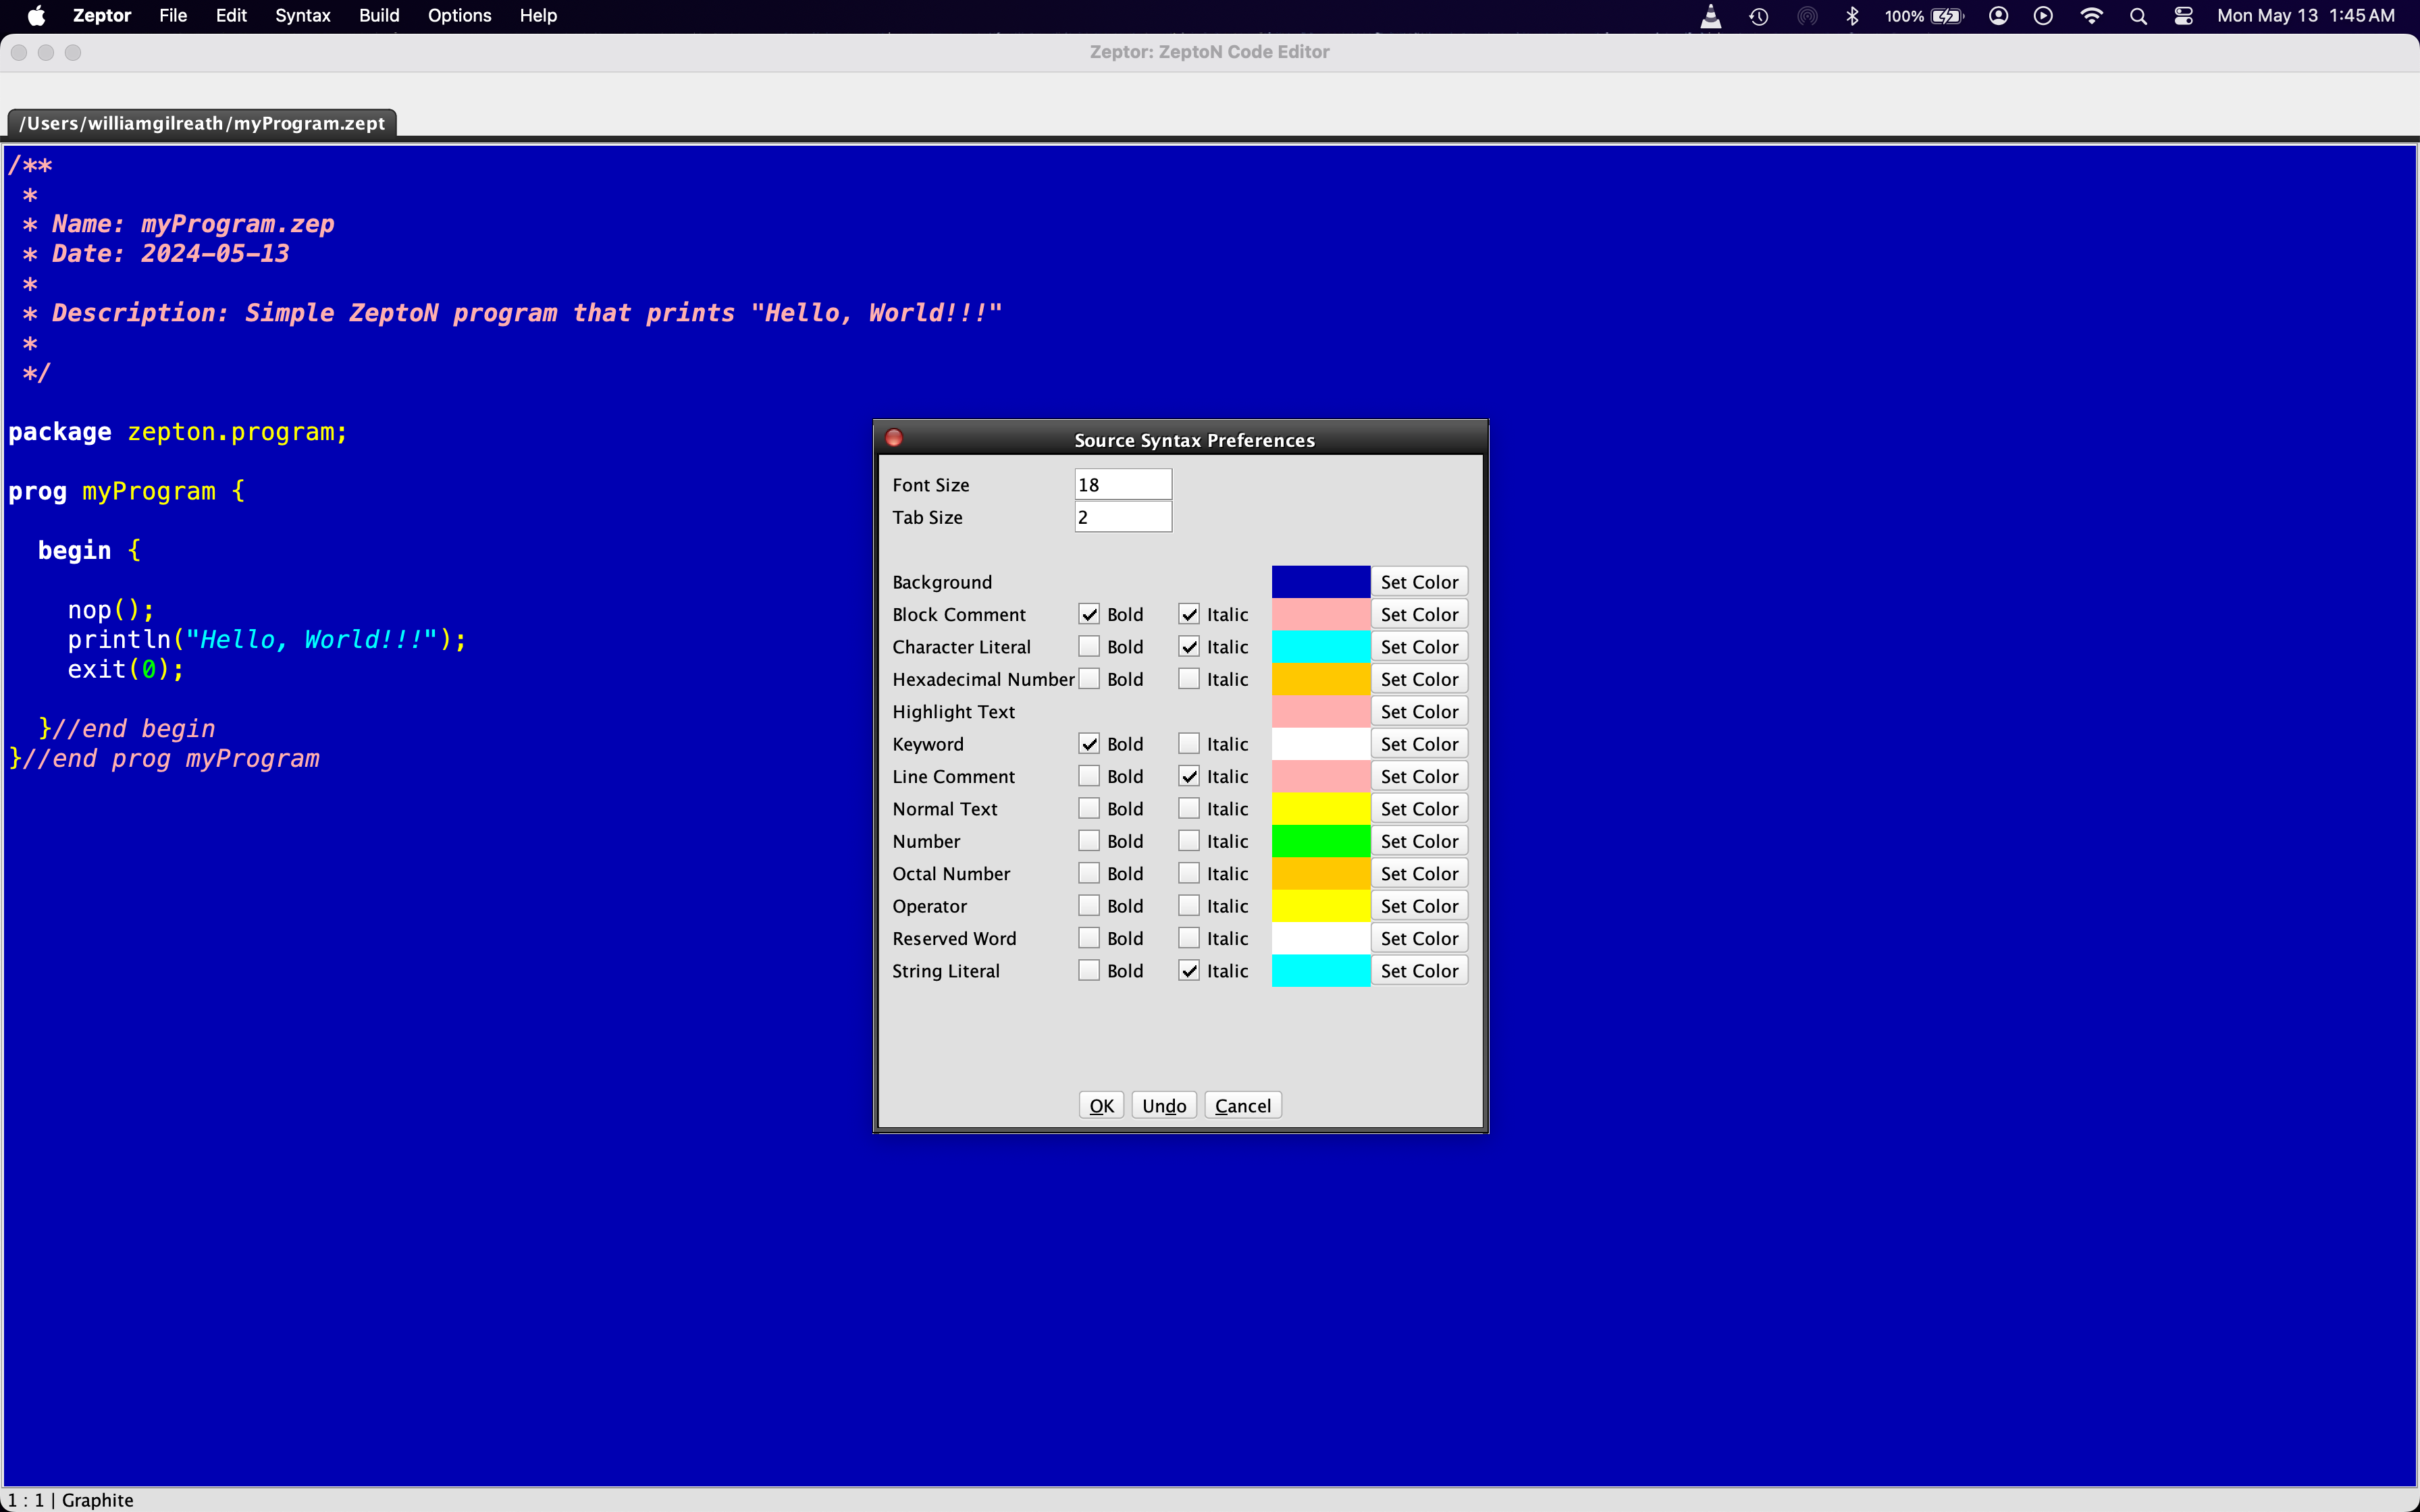 Zeptor File Edit Syntax Build Options Help 100% Mon May 13 1:45 AM
Zeptor: ZeptoN Code Editor
/Users/williamgilreath/myProgram.zept
/**
 *
 * Name: myProgram.zep
 * Date: 2024-05-13
 *
 * Description: Simple ZeptoN program that prints "Hello, World!!!"
 *
 */
package zepton.program;
prog myProgram {
  begin {
    nop();
    println("Hello, World!!!");
    exit(0);
  }//end begin
}//end prog myProgram
Source Syntax Preferences
Font Size 18
Tab Size 2
Background Set Color
Block Comment Bold Italic Set Color
Character Literal Bold Italic Set Color
Hexadecimal Number Bold Italic Set Color
Highlight Text Set Color
Keyword Bold Italic Set Color
Line Comment Bold Italic Set Color
Normal Text Bold Italic Set Color
Number Bold Italic Set Color
Octal Number Bold Italic Set Color
Operator Bold Italic Set Color
Reserved Word Bold Italic Set Color
String Literal Bold Italic Set Color
OK Undo Cancel
1 : 1 | Graphite